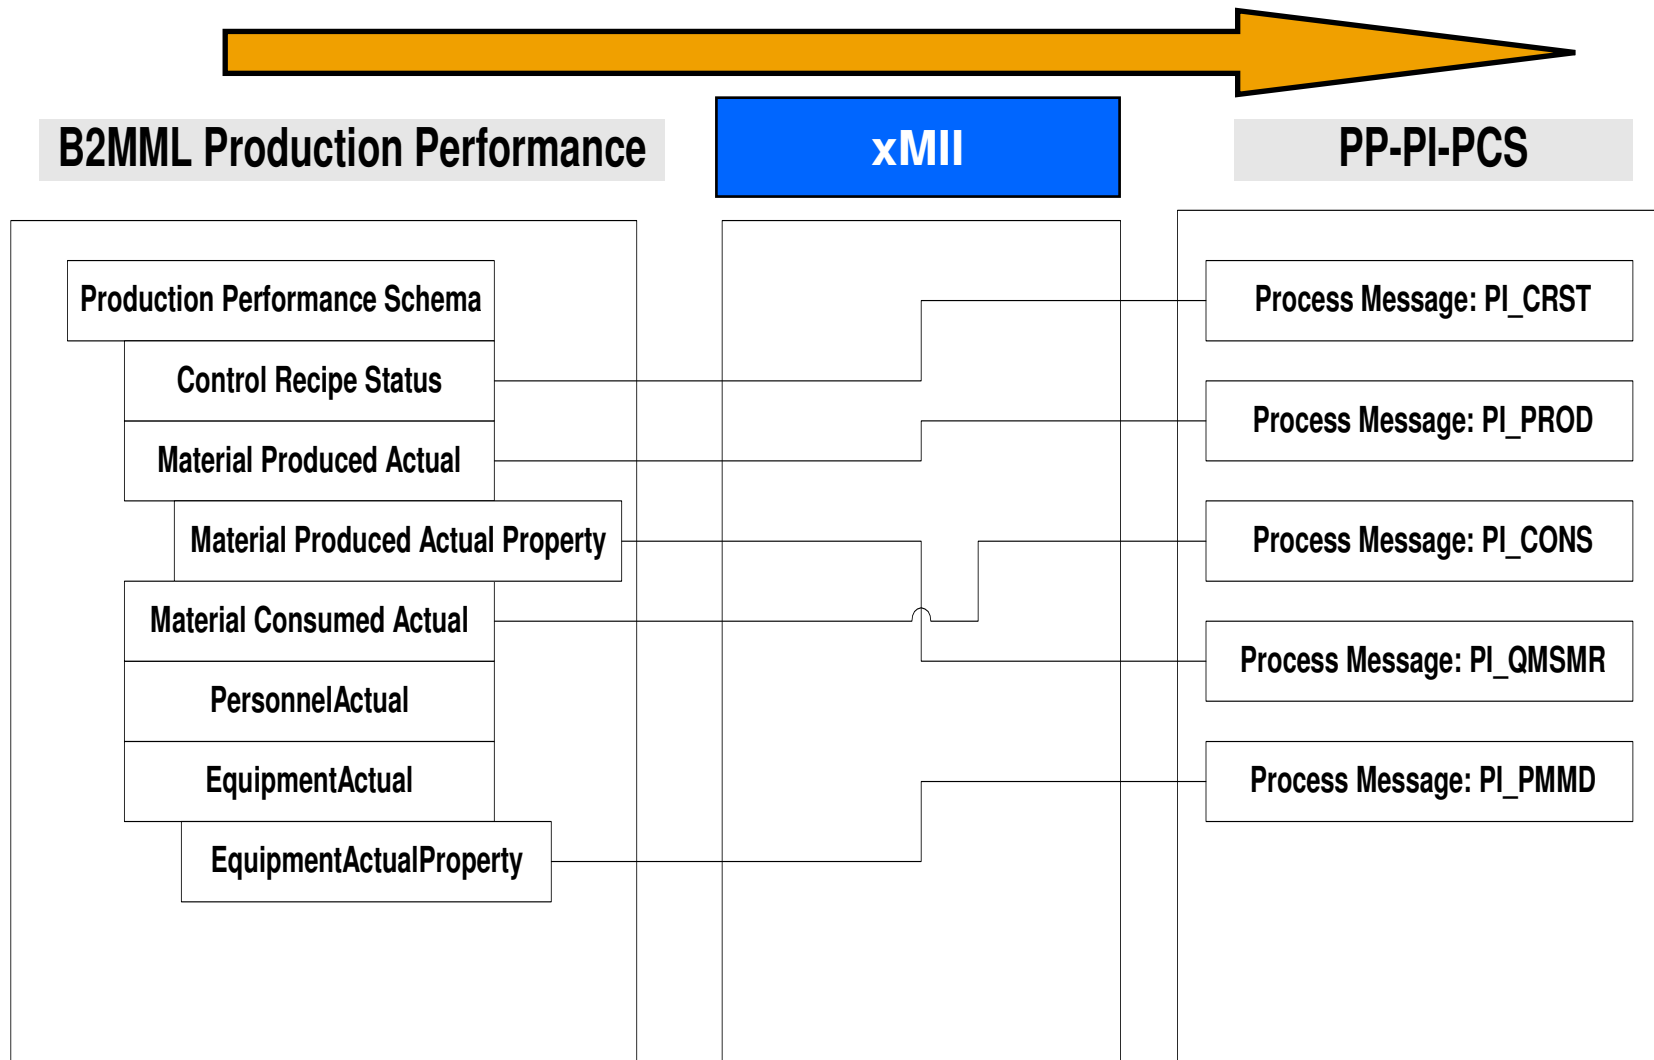 B2MML Production Performance
xMII
PP-PI-PCS
Production Performance Schema
Control Recipe Status
Material Produced Actual
Material Produced Actual Property
Material Consumed Actual
PersonnelActual
EquipmentActual
EquipmentActualProperty
Process Message: PI_CRST
Process Message: PI_PROD
Process Message: PI_CONS
Process Message: PI_QMSMR
Process Message: PI_PMMD